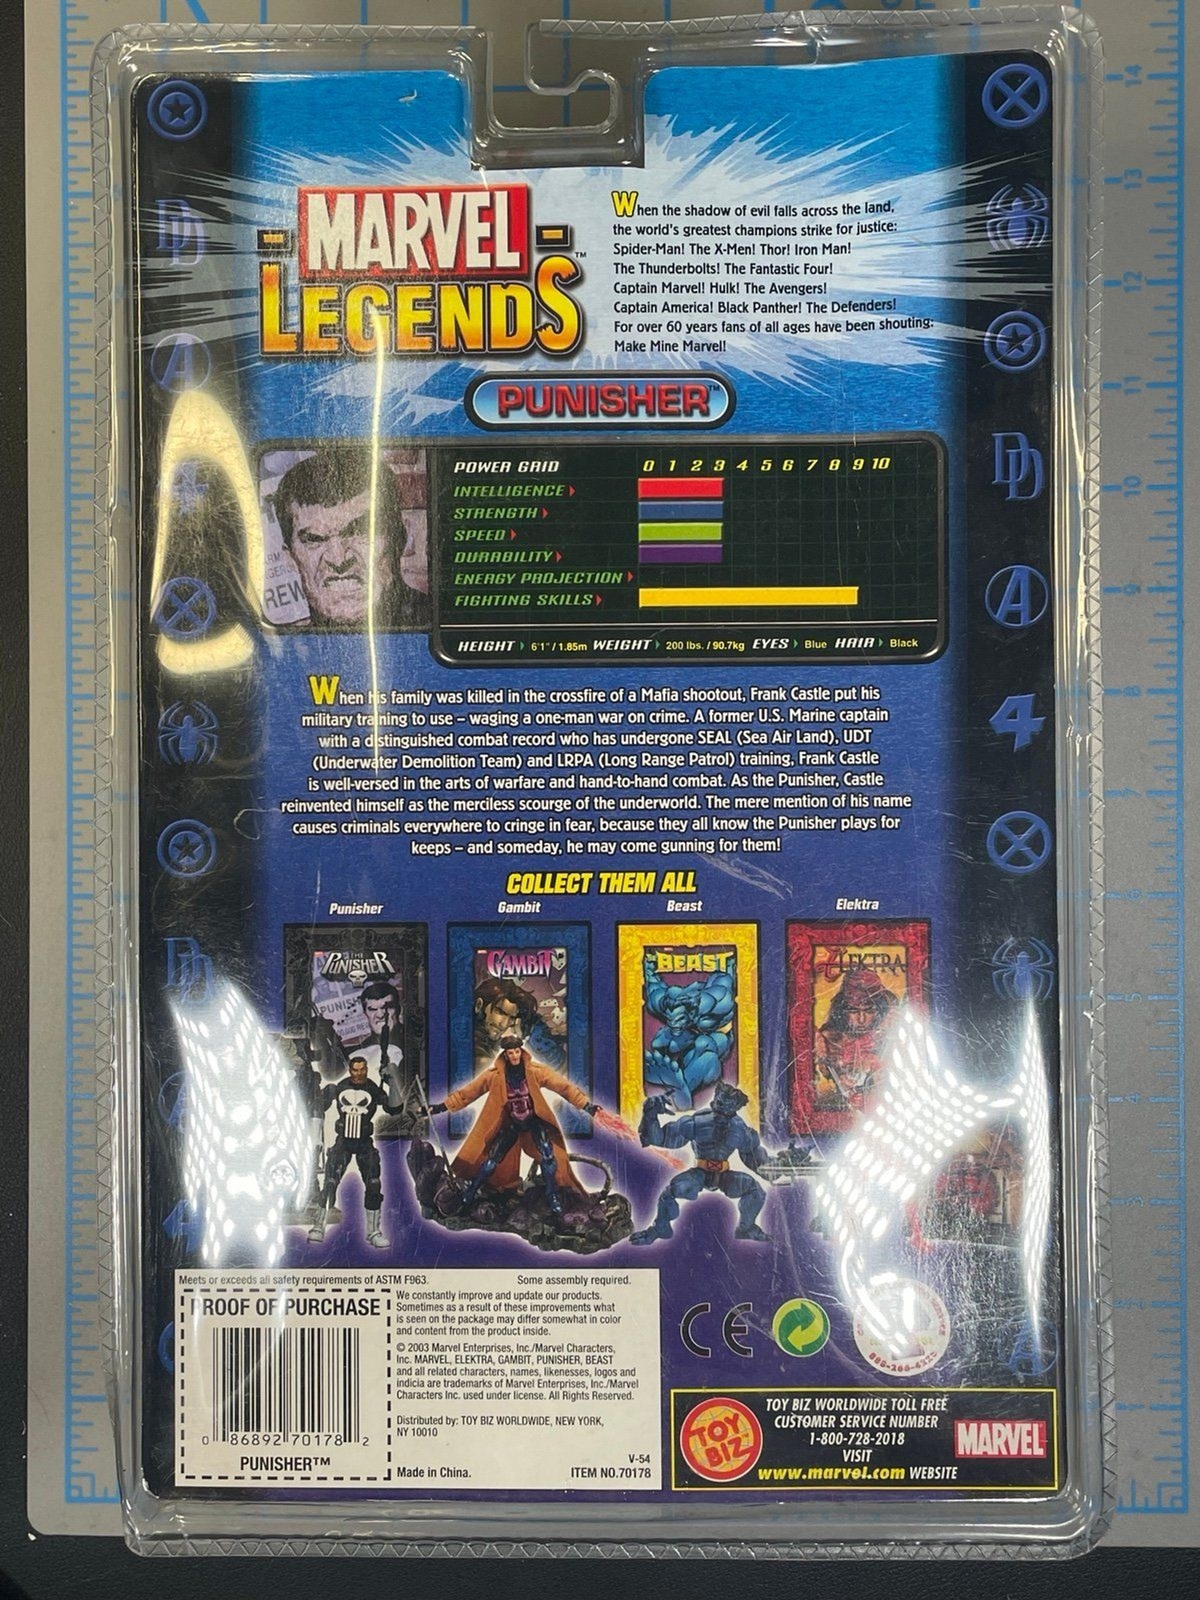 MARVEL
LEGENDS™
When the shadow of evil falls across the land,
the world's greatest champions strike for justice:
Spider-Man! The X-Men! Thor! Iron Man!
The Thunderbolts! The Fantastic Four!
Captain Marvel! Hulk! The Avengers!
Captain America! Black Panther! The Defenders!
For over 60 years fans of all ages have been shouting:
Make Mine Marvel!
PUNISHER™
POWER GRID 0 1 2 3 4 5 6 7 8 9 10
INTELLIGENCE
STRENGTH
SPEED
DURABILITY
ENERGY PROJECTION
FIGHTING SKILLS
HEIGHT 6'1" / 1.85m WEIGHT 200 lbs. / 90.7kg EYES Blue HAIR Black
When his family was killed in the crossfire of a Mafia shootout, Frank Castle put his
military training to use – waging a one-man war on crime. A former U.S. Marine captain
with a distinguished combat record who has undergone SEAL (Sea Air Land), UDT
(Underwater Demolition Team) and LRPA (Long Range Patrol) training, Frank Castle
is well-versed in the arts of warfare and hand-to-hand combat. As the Punisher, Castle
reinvented himself as the merciless scourge of the underworld. The mere mention of his name
causes criminals everywhere to cringe in fear, because they all know the Punisher plays for
keeps – and someday, he may come gunning for them!
COLLECT THEM ALL
Punisher Gambit Beast Elektra
THE PUNISHER GAMBIT BEAST ELEKTRA
Meets or exceeds all safety requirements of ASTM F963. Some assembly required.
PROOF OF PURCHASE
0 86892 70178 2
PUNISHER™
We constantly improve and update our products.
Sometimes as a result of these improvements what
is seen on the package may differ somewhat in color
and content from the product inside.
© 2003 Marvel Enterprises, Inc./Marvel Characters,
Inc. MARVEL, ELEKTRA, GAMBIT, PUNISHER, BEAST
and all related characters, names, likenesses, logos and
indicia are trademarks of Marvel Enterprises, Inc./Marvel
Characters Inc. used under license. All Rights Reserved.
Distributed by: TOY BIZ WORLDWIDE, NEW YORK,
NY 10010
Made in China.
V-54
ITEM NO.70178
CE
TOY BIZ
TOY BIZ WORLDWIDE TOLL FREE
CUSTOMER SERVICE NUMBER
1-800-728-2018
VISIT
www.marvel.com WEBSITE
MARVEL
14
13
12
11
10
9
8
7
5
4
3